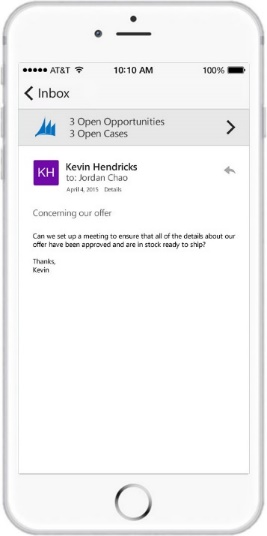 AT&T 10:10 AM 100%
Inbox
3 Open Opportunities
3 Open Cases
KH
Kevin Hendricks
to: Jordan Chao
April 4, 2015 Details
Concerning our offer
Can we set up a meeting to ensure that all of the details about our
offer have been approved and are in stock ready to ship?
Thanks,
Kevin